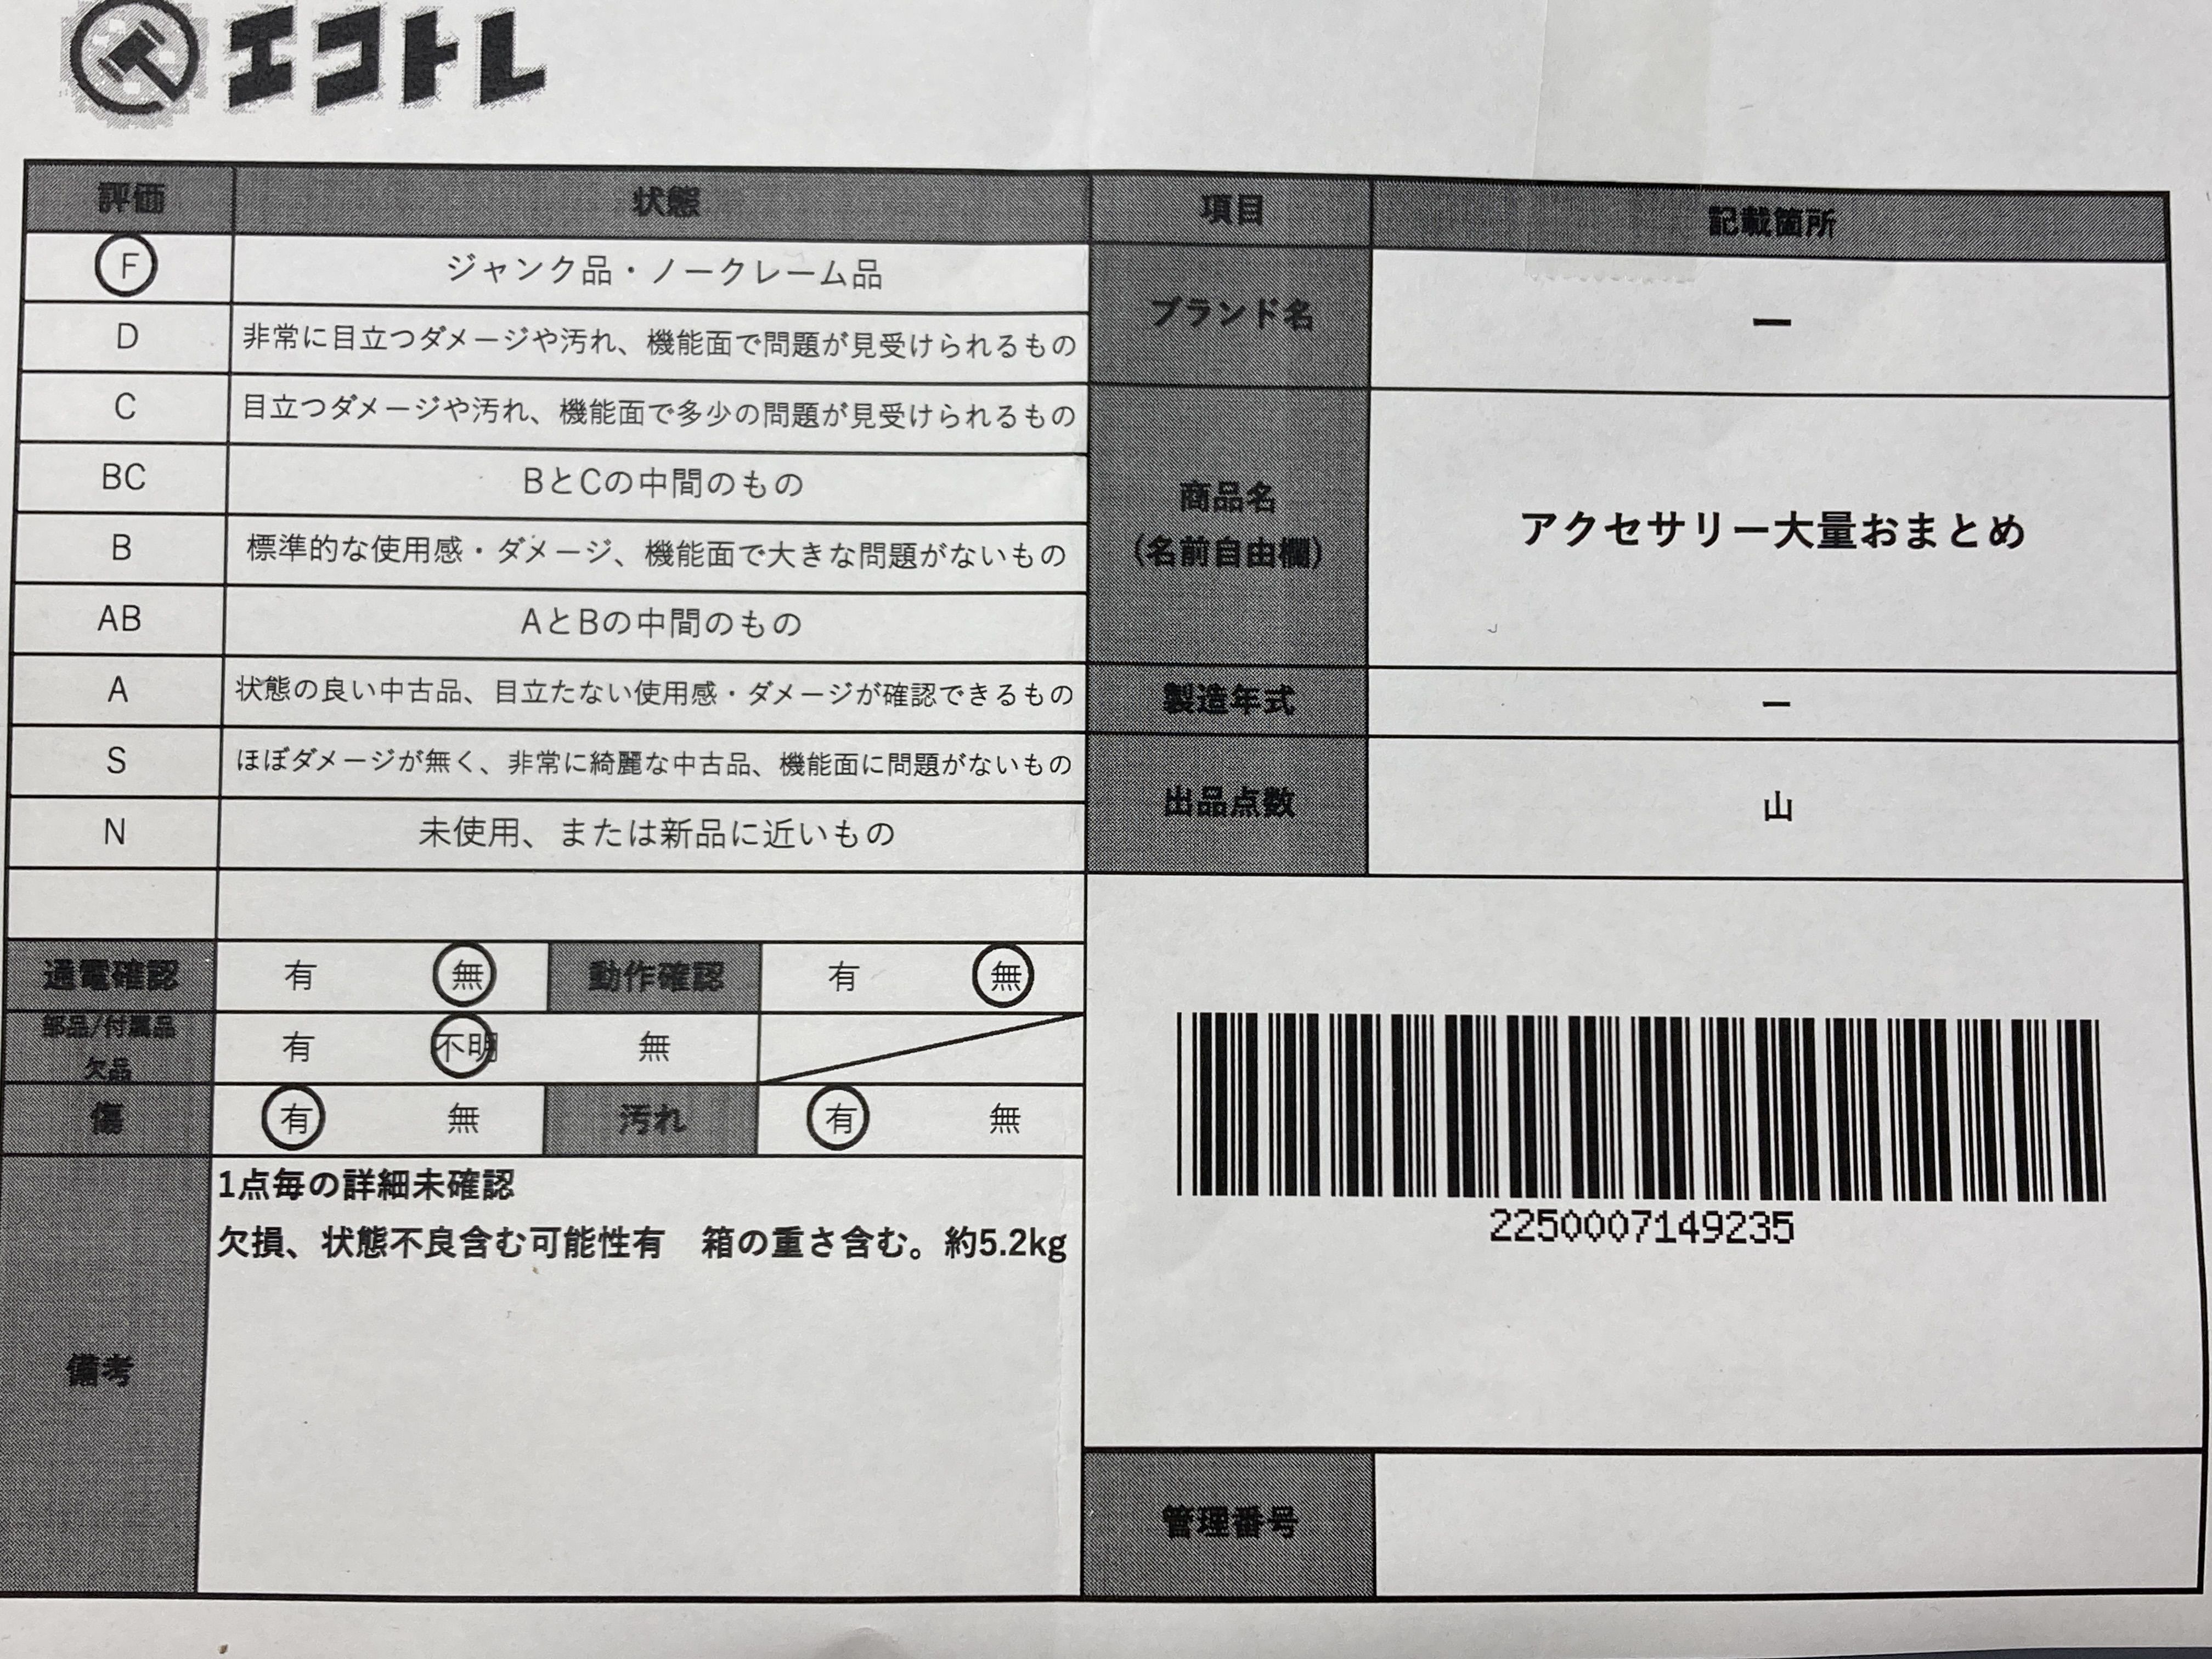 エコトレ
評価 状態 項目 記載箇所
F ジャンク品・ノークレーム品
D 非常に目立つダメージや汚れ、機能面で問題が見受けられるもの
C 目立つダメージや汚れ、機能面で多少の問題が見受けられるもの
BC BとCの中間のもの
B 標準的な使用感・ダメージ、機能面で大きな問題がないもの
AB AとBの中間のもの
A 状態の良い中古品、目立たない使用感・ダメージが確認できるもの
S ほぼダメージが無く、非常に綺麗な中古品、機能面に問題がないもの
N 未使用、または新品に近いもの
ブランド名 ー
商品名
(名前自由欄)
アクセサリー大量おまとめ
製造年式 ー
出品点数 山
通電確認 有 無 動作確認 有 無
部品/付属品
欠品
有 不明 無
傷 有 無 汚れ 有 無
備考
1点毎の詳細未確認
欠損、状態不良含む可能性有　箱の重さ含む。約5.2kg
2250007149235
管理番号